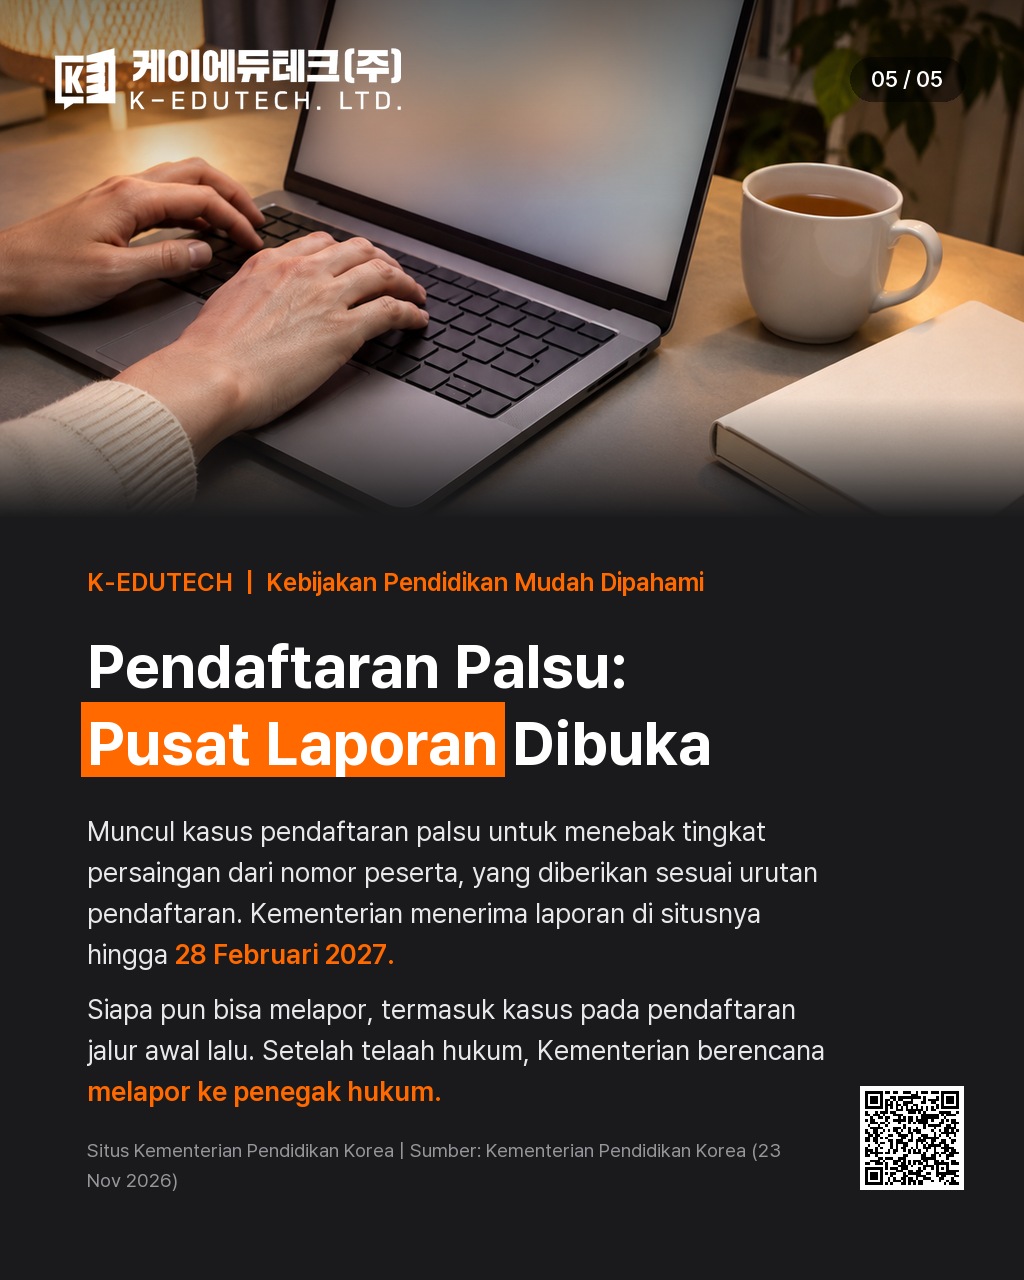 케이에듀테크(주)
K-EDUTECH. LTD.
05 / 05
K-EDUTECH | Kebijakan Pendidikan Mudah Dipahami
Pendaftaran Palsu:
Pusat Laporan Dibuka
Muncul kasus pendaftaran palsu untuk menebak tingkat
persaingan dari nomor peserta, yang diberikan sesuai urutan
pendaftaran. Kementerian menerima laporan di situsnya
hingga 28 Februari 2027.
Siapa pun bisa melapor, termasuk kasus pada pendaftaran
jalur awal lalu. Setelah telaah hukum, Kementerian berencana
melapor ke penegak hukum.
Situs Kementerian Pendidikan Korea | Sumber: Kementerian Pendidikan Korea (23
Nov 2026)